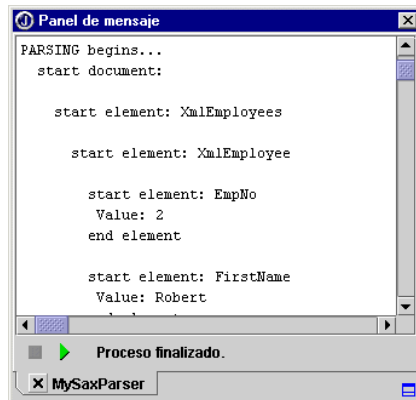 Panel de mensaje
PARSING begins...
start document:
start element: XmlEmployees
start element: XmlEmployee
start element: EmpNo
Value: 2
end element
start element: FirstName
Value: Robert
Proceso finalizado.
MySaxParser